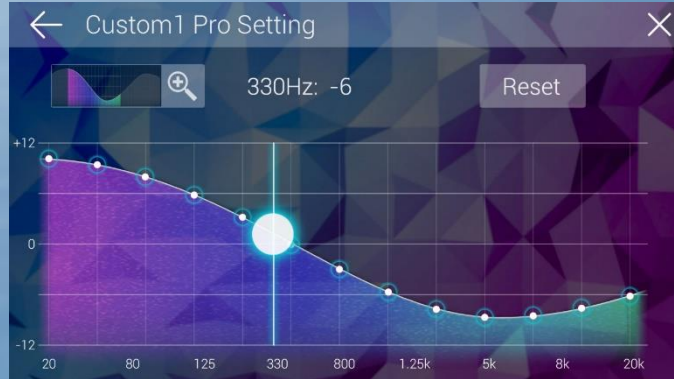 Custom1 Pro Setting
330Hz: -6
Reset
+12
0
-12
20 80 125 330 800 1.25k 5k 8k 20k